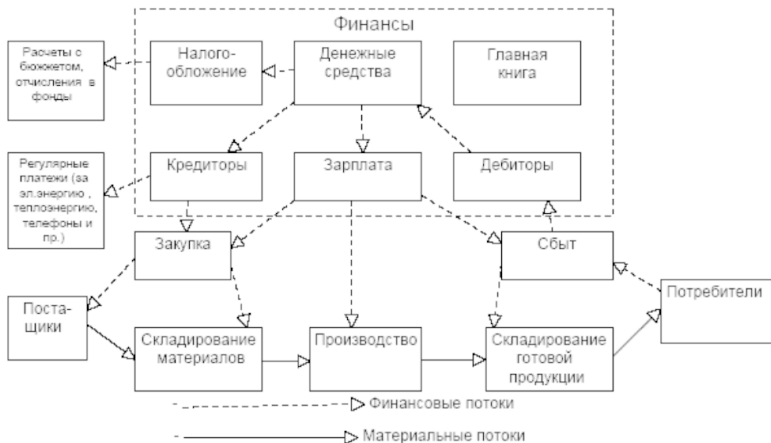 Финансы
Расчеты с
бюжжетом,
отчисления в
фонды
Налого-
обложение
Денежные
средства
Главная
книга
Регулярные
платежи (за
эл.энергию ,
теплоэнергию,
телефоны и
пр.)
Кредиторы
Зарплата
Дебиторы
Закупка
Сбыт
Поста-
щики
Потребители
Складирование
материалов
Производство
Складирование
готовой
продукции
Финансовые потоки
Материальные потоки